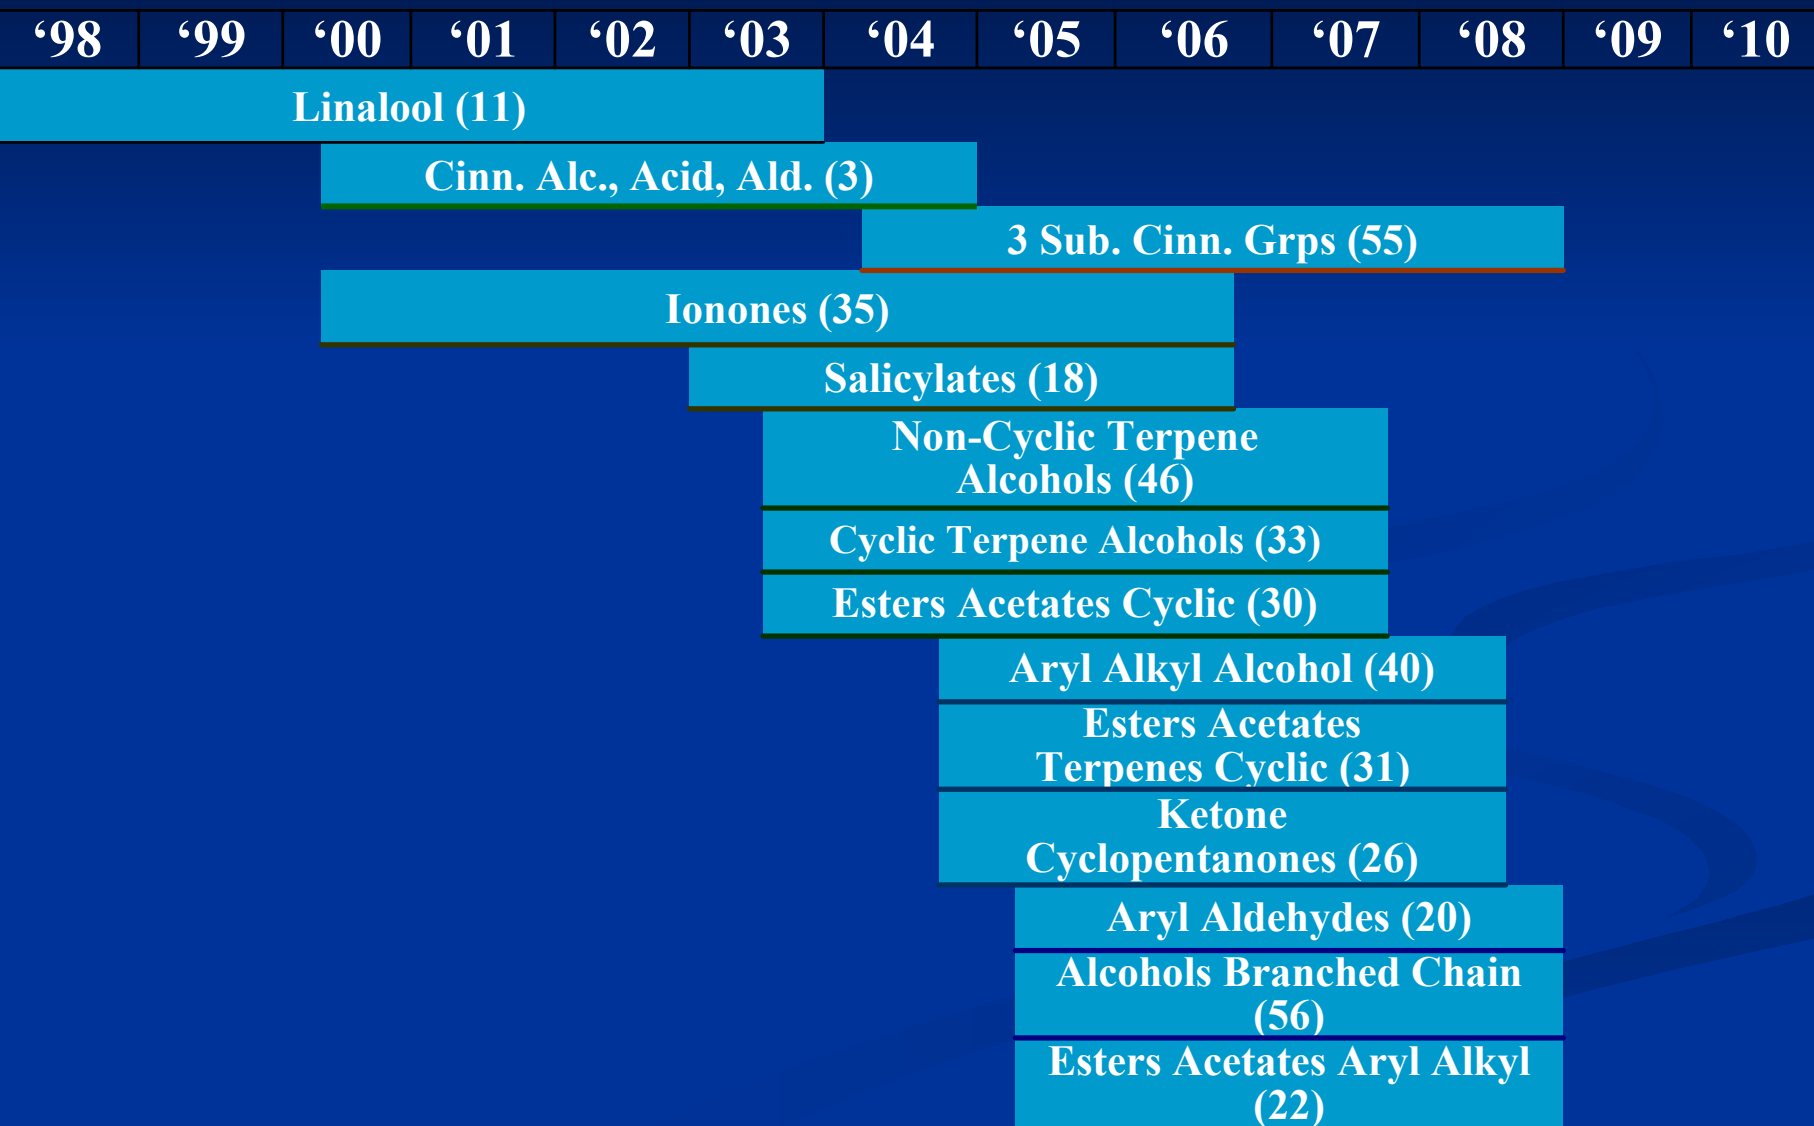 ‘98 ‘99 ‘00 ‘01 ‘02 ‘03 ‘04 ‘05 ‘06 ‘07 ‘08 ‘09 ‘10
Linalool (11)
Cinn. Alc., Acid, Ald. (3)
3 Sub. Cinn. Grps (55)
Ionones (35)
Salicylates (18)
Non-Cyclic Terpene
Alcohols (46)
Cyclic Terpene Alcohols (33)
Esters Acetates Cyclic (30)
Aryl Alkyl Alcohol (40)
Esters Acetates
Terpenes Cyclic (31)
Ketone
Cyclopentanones (26)
Aryl Aldehydes (20)
Alcohols Branched Chain
(56)
Esters Acetates Aryl Alkyl
(22)